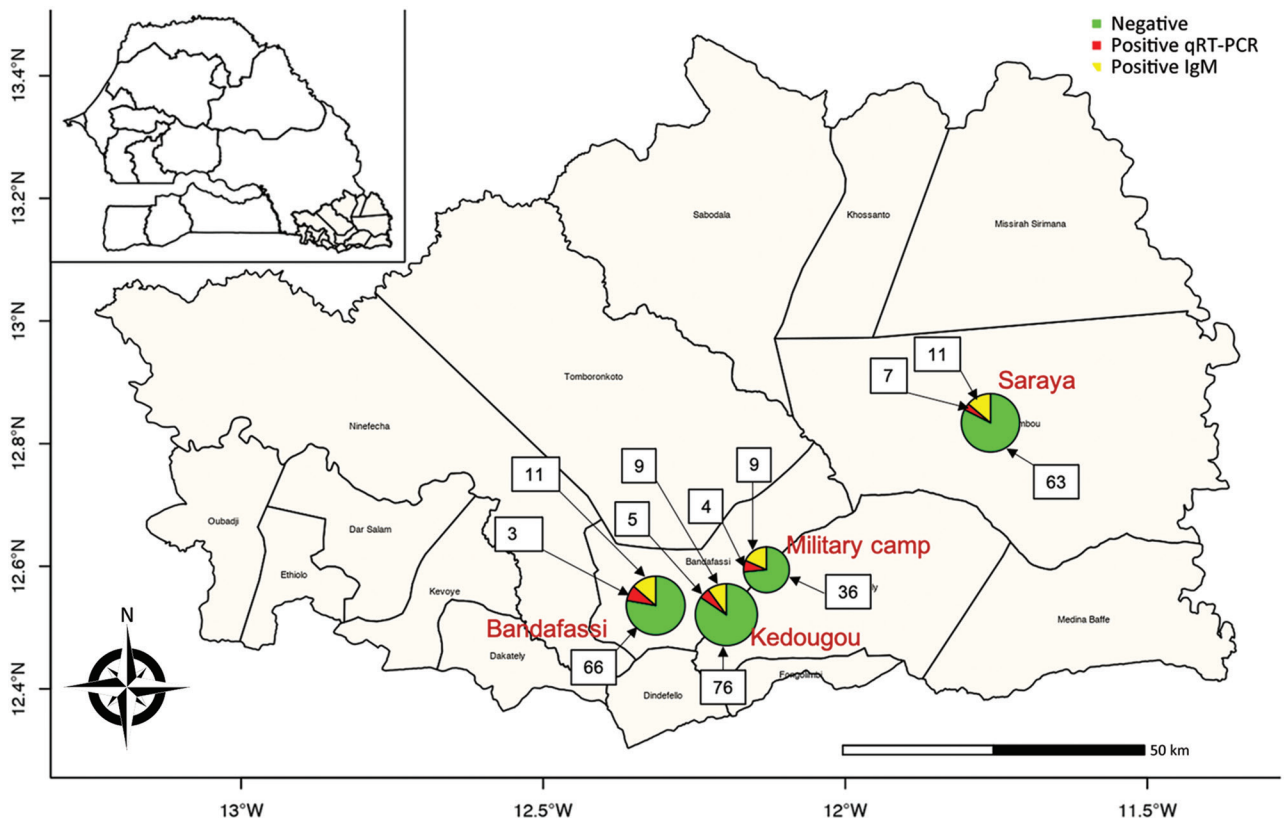 Negative
Positive qRT-PCR
Positive IgM
13.4°N
13.2°N
13°N
12.8°N
12.6°N
12.4°N
Sabodala
Khossanto
Missirah Sirimana
Tomboronkoto
Ninefecha
11
7
Saraya
mbou
63
Oubadji
Dar Salam
Ethiolo
Kevoye
11
3
9
5
4
9
Bandafassi
Military camp
ly
36
Bandafassi
Kedougou
66
76
Dakately
Dindefello
Fongolimbi
Medina Baffe
N
50 km
13°W
12.5°W
12°W
11.5°W